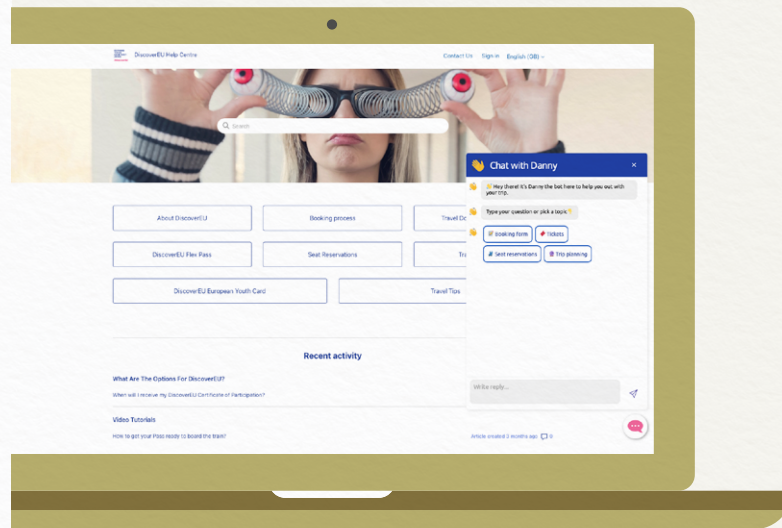 DiscoverEU Help Centre
Contact Us Sign in English (GB)
Search
Chat with Danny
Hey there! It's Danny the bot here to help you out with
your trip.
Type your question or pick a topic
Booking form
Tickets
Seat reservations
Trip planning
About DiscoverEU
Booking process
Travel
DiscoverEU Flex Pass
Seat Reservations
DiscoverEU European Youth Card
Travel Tips
Recent activity
What Are The Options For DiscoverEU?
When will I receive my DiscoverEU Certificate of Participation?
Video Tutorials
How to get your Pass ready to board the train?
Write reply...
Article created 3 months ago 0